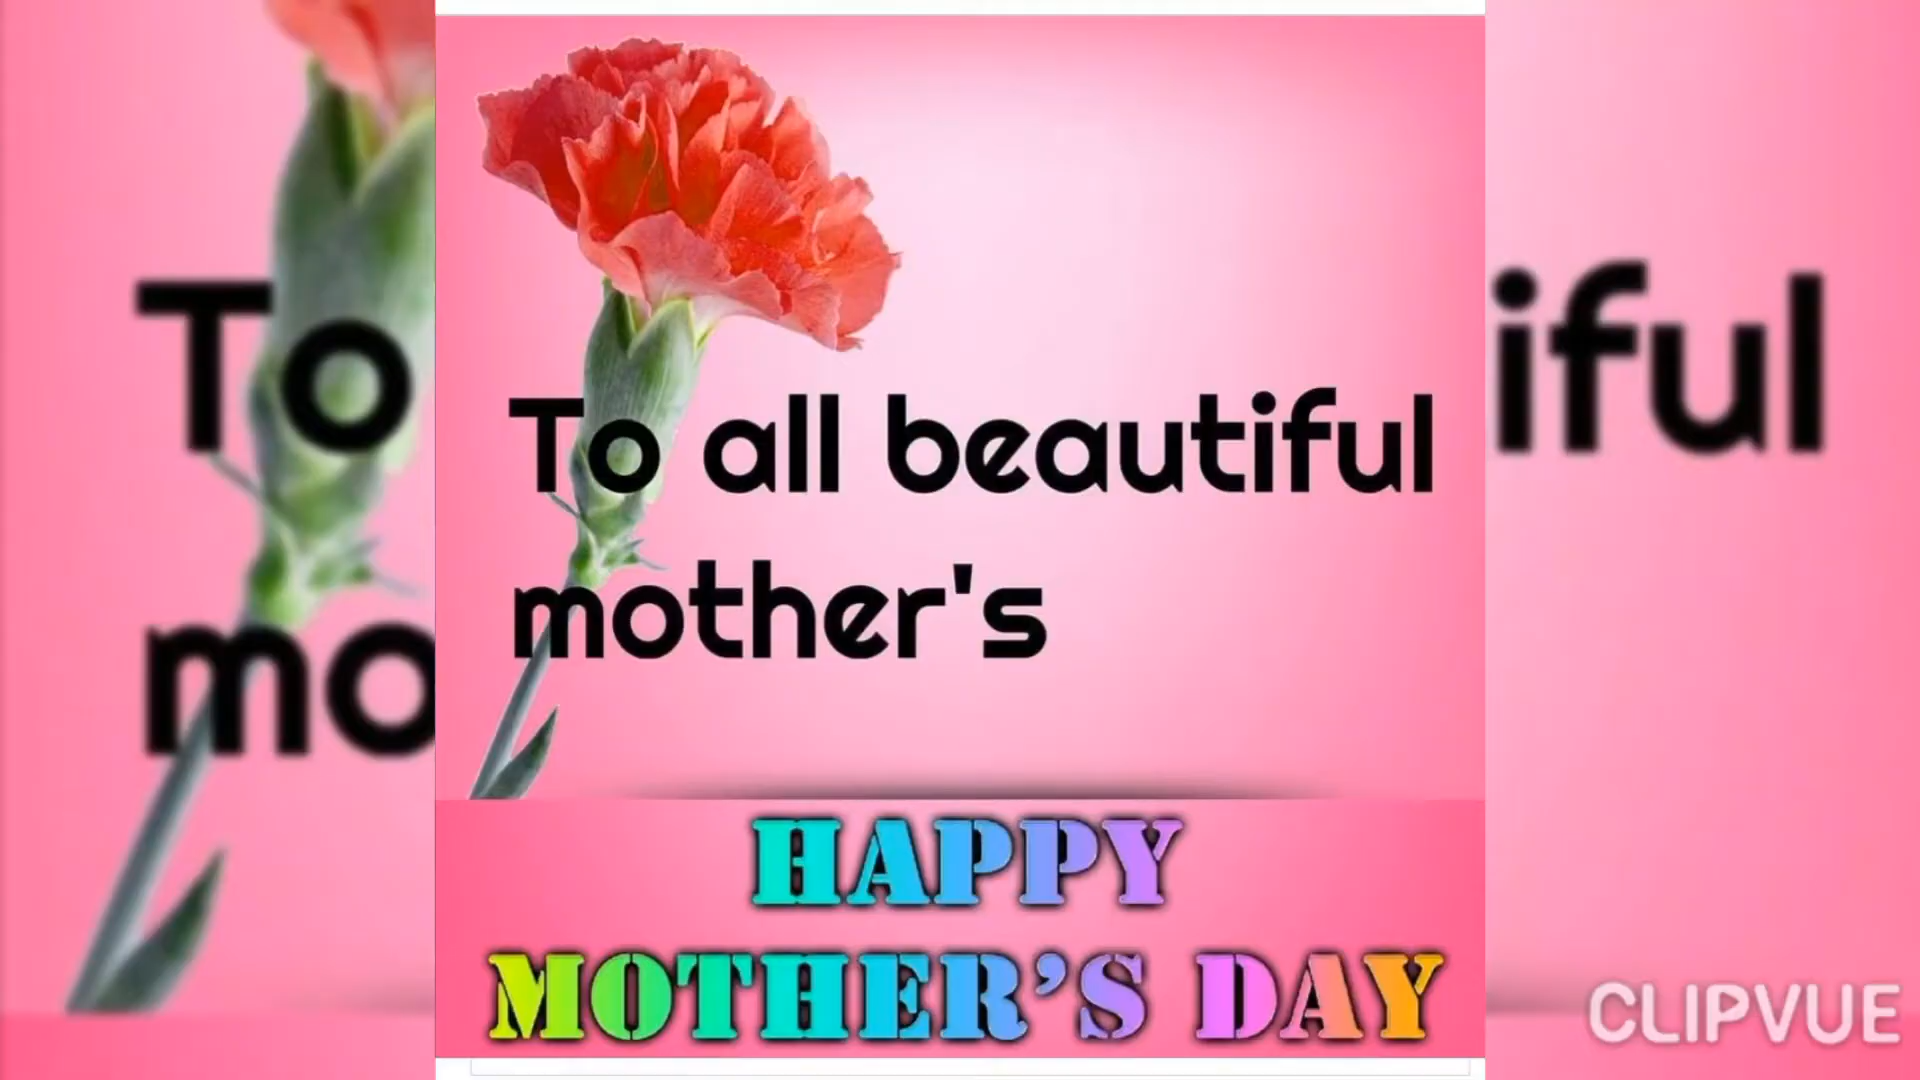 To all beautiful
mother's
HAPPY
MOTHER’S DAY
CLIPVUE